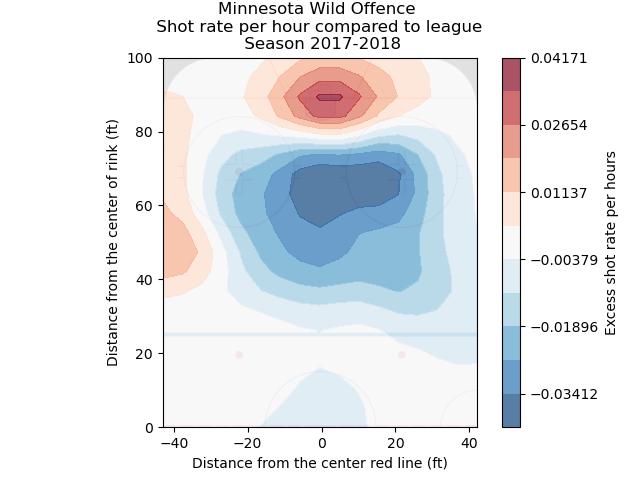 Minnesota Wild Offence
Shot rate per hour compared to league
Season 2017-2018
100
80
60
40
20
0
Distance from the center of rink (ft)
−40
−20
0
20
40
Distance from the center red line (ft)
0.04171
0.02654
0.01137
−0.00379
−0.01896
−0.03412
Excess shot rate per hours